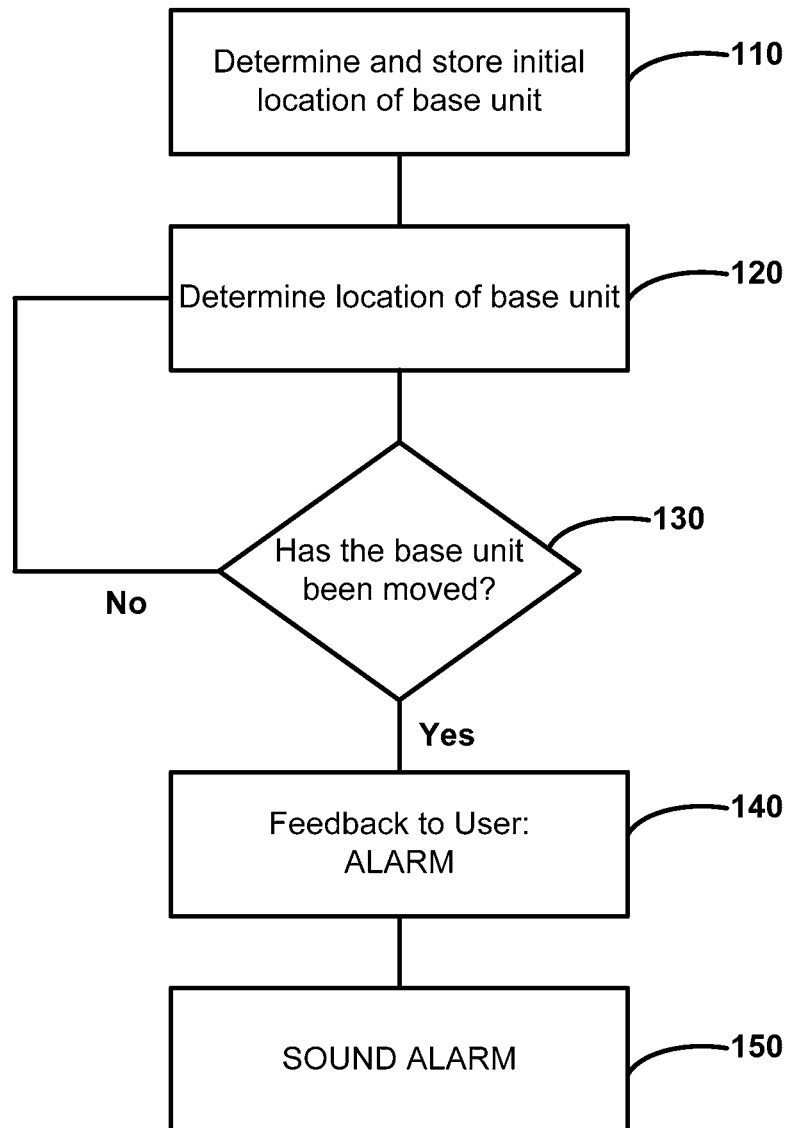 Determine and store initial
location of base unit
110
Determine location of base unit
120
Has the base unit
been moved?
130
No
Yes
Feedback to User:
ALARM
140
SOUND ALARM
150